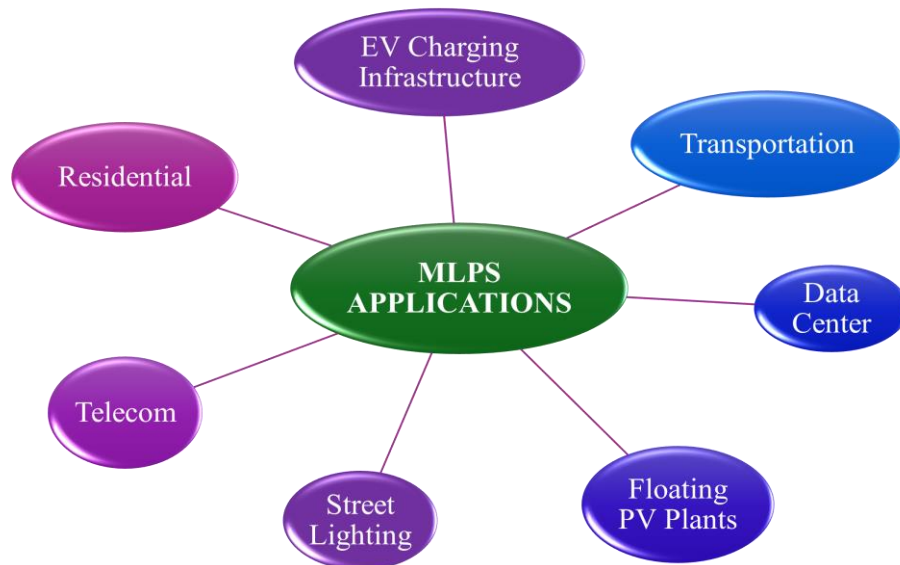 EV Charging
Infrastructure
Transportation
Residential
MLPS
APPLICATIONS
Data
Center
Telecom
Street
Lighting
Floating
PV Plants